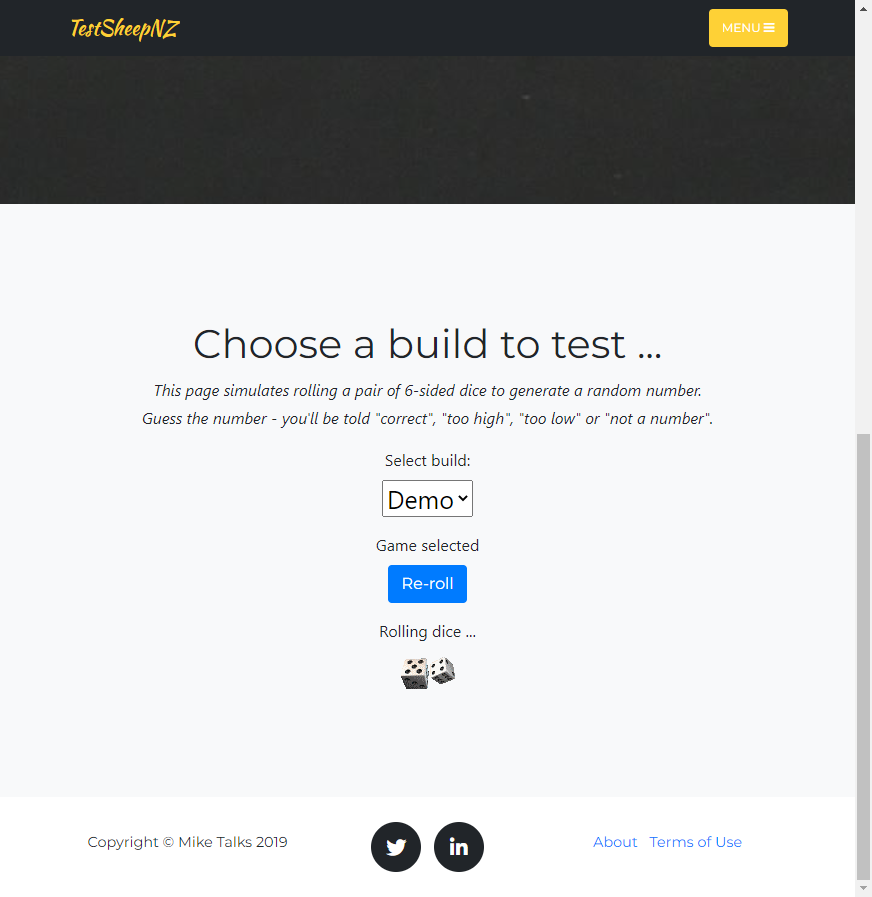 TestSheepNZ
MENU
Choose a build to test ...
This page simulates rolling a pair of 6-sided dice to generate a random number.
Guess the number - you'll be told "correct", "too high", "too low" or "not a number".
Select build:
Demo
Game selected
Re-roll
Rolling dice ...
Copyright © Mike Talks 2019
in
About Terms of Use